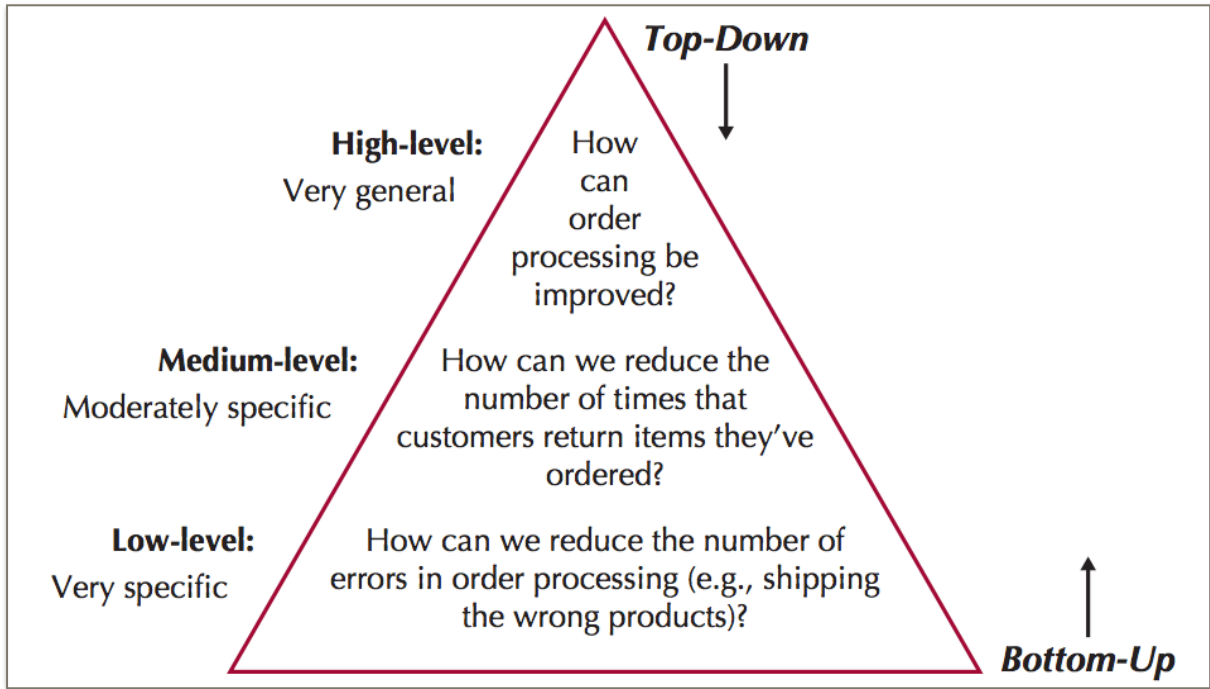 Top-Down
High-level:
Very general
How
can
order
processing be
improved?
Medium-level:
Moderately specific
How can we reduce the
number of times that
customers return items they’ve
ordered?
Low-level:
Very specific
How can we reduce the number of
errors in order processing (e.g., shipping
the wrong products)?
Bottom-Up